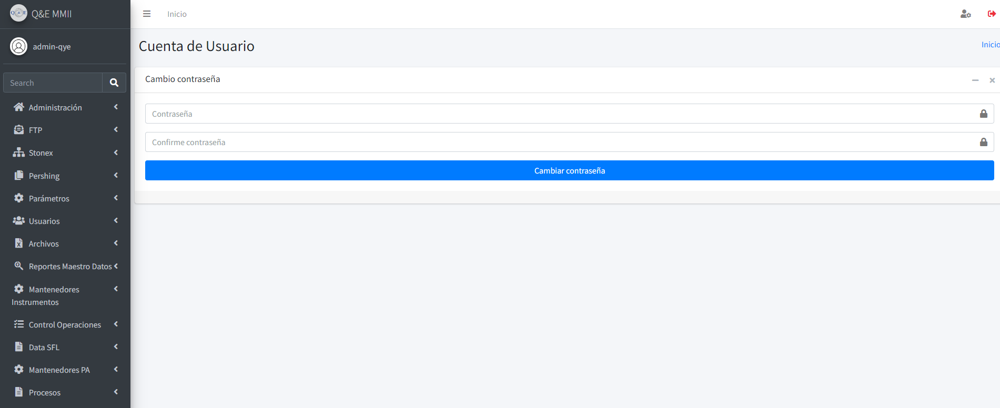 Q&E
Q&E MMII
Inicio
admin-qye
Cuenta de Usuario
Inicio
Search
Cambio contraseña
Contraseña
Confirme contraseña
Cambiar contraseña
Administración
FTP
Stonex
Pershing
Parámetros
Usuarios
Archivos
Reportes Maestro Datos
Mantenedores
Instrumentos
Control Operaciones
Data SFL
Mantenedores PA
Procesos